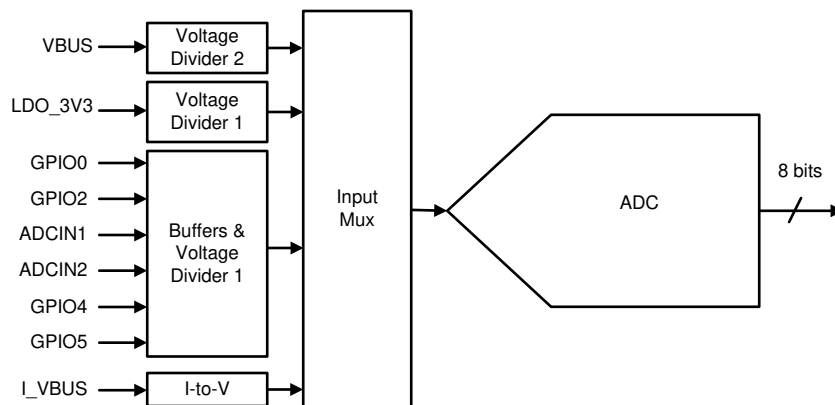 VBUS
Voltage
Divider 2
LDO_3V3
Voltage
Divider 1
GPIO0
GPIO2
ADCIN1
ADCIN2
GPIO4
GPIO5
Buffers &
Voltage
Divider 1
I_VBUS
I-to-V
Input
Mux
ADC
8 bits